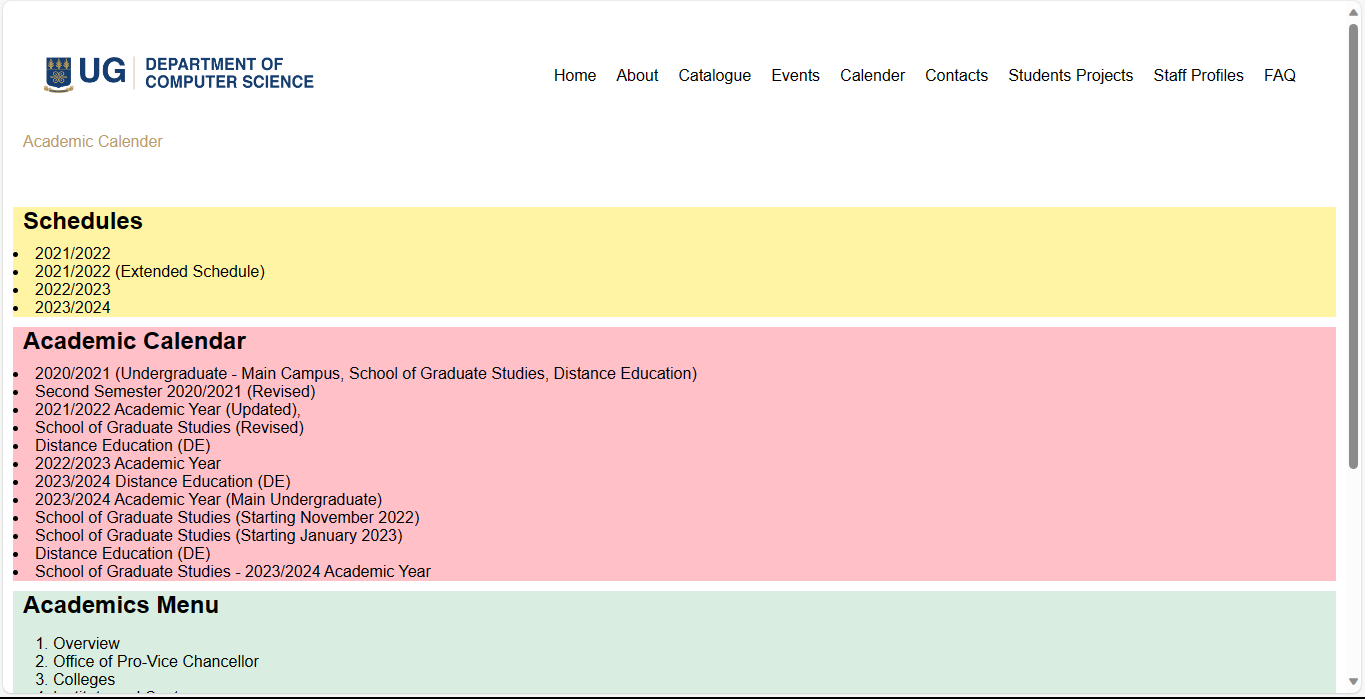 UG DEPARTMENT OF
COMPUTER SCIENCE
Home About Catalogue Events Calender Contacts Students Projects Staff Profiles FAQ
Academic Calender
Schedules
• 2021/2022
• 2021/2022 (Extended Schedule)
• 2022/2023
• 2023/2024
Academic Calendar
• 2020/2021 (Undergraduate - Main Campus, School of Graduate Studies, Distance Education)
• Second Semester 2020/2021 (Revised)
• 2021/2022 Academic Year (Updated),
• School of Graduate Studies (Revised)
• Distance Education (DE)
• 2022/2023 Academic Year
• 2023/2024 Distance Education (DE)
• 2023/2024 Academic Year (Main Undergraduate)
• School of Graduate Studies (Starting November 2022)
• School of Graduate Studies (Starting January 2023)
• Distance Education (DE)
• School of Graduate Studies - 2023/2024 Academic Year
Academics Menu
1. Overview
2. Office of Pro-Vice Chancellor
3. Colleges